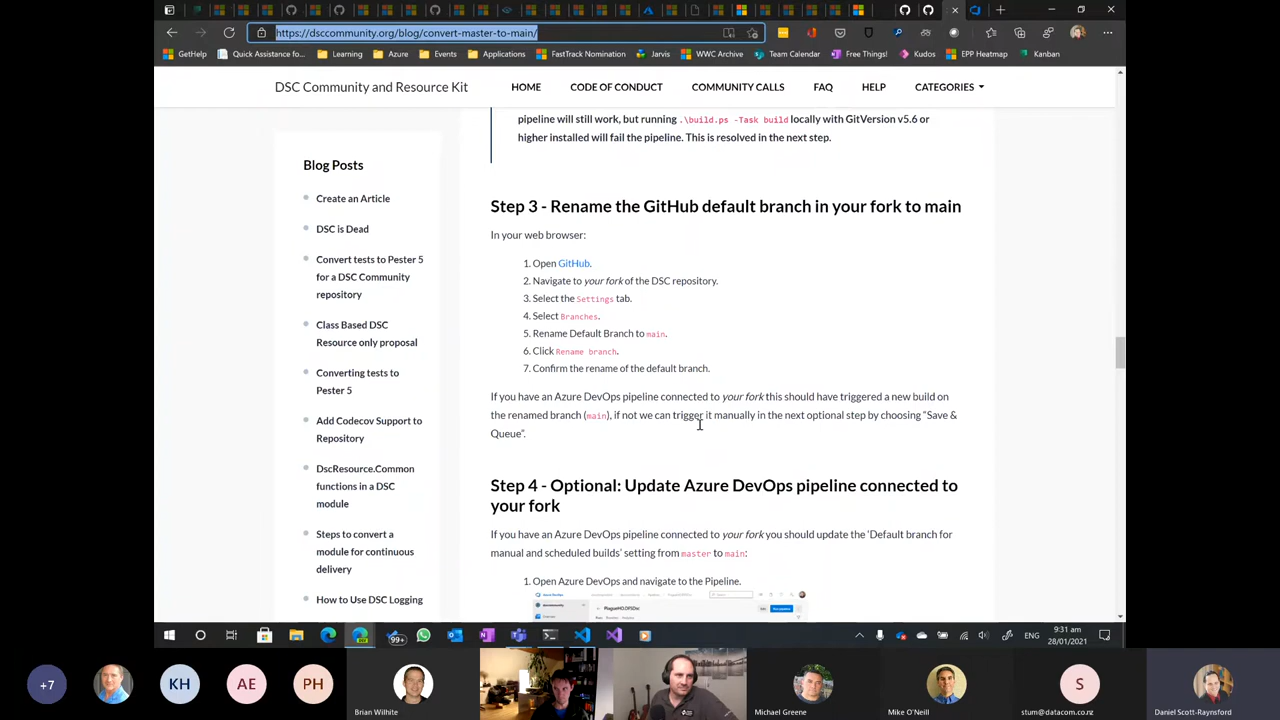 https://dsccommunity.org/blog/convert-master-to-main/
GetHelp
Quick Assistance fo...
Learning
Azure
Events
Applications
FastTrack Nomination
Jarvis
WWC Archive
Team Calendar
Free Things!
Kudos
EPP Heatmap
Kanban
DSC Community and Resource Kit
HOME
CODE OF CONDUCT
COMMUNITY CALLS
FAQ
HELP
CATEGORIES
Blog Posts
Create an Article
DSC is Dead
Convert tests to Pester 5
for a DSC Community
repository
Class Based DSC
Resource only proposal
Converting tests to
Pester 5
Add Codecov Support to
Repository
DscResource.Common
functions in a DSC
module
Steps to convert a
module for continuous
delivery
How to Use DSC Logging
pipeline will still work, but running .\build.ps -Task build locally with GitVersion v5.6 or
higher installed will fail the pipeline. This is resolved in the next step.
Step 3 - Rename the GitHub default branch in your fork to main
In your web browser:
1. Open GitHub.
2. Navigate to your fork of the DSC repository.
3. Select the Settings tab.
4. Select Branches.
5. Rename Default Branch to main.
6. Click Rename branch.
7. Confirm the rename of the default branch.
If you have an Azure DevOps pipeline connected to your fork this should have triggered a new build on
the renamed branch (main), if not we can trigger it manually in the next optional step by choosing “Save &
Queue”.
Step 4 - Optional: Update Azure DevOps pipeline connected to
your fork
If you have an Azure DevOps pipeline connected to your fork you should update the ‘Default branch for
manual and scheduled builds’ setting from master to main:
1. Open Azure DevOps and navigate to the Pipeline.
Azure DevOps
99+
9:31 am
28/01/2021
+7
KH
AE
PH
S
Brian Wilhite
Michael Greene
Mike O'Neill
stum@datacom.co.nz
Daniel Scott-Raynsford